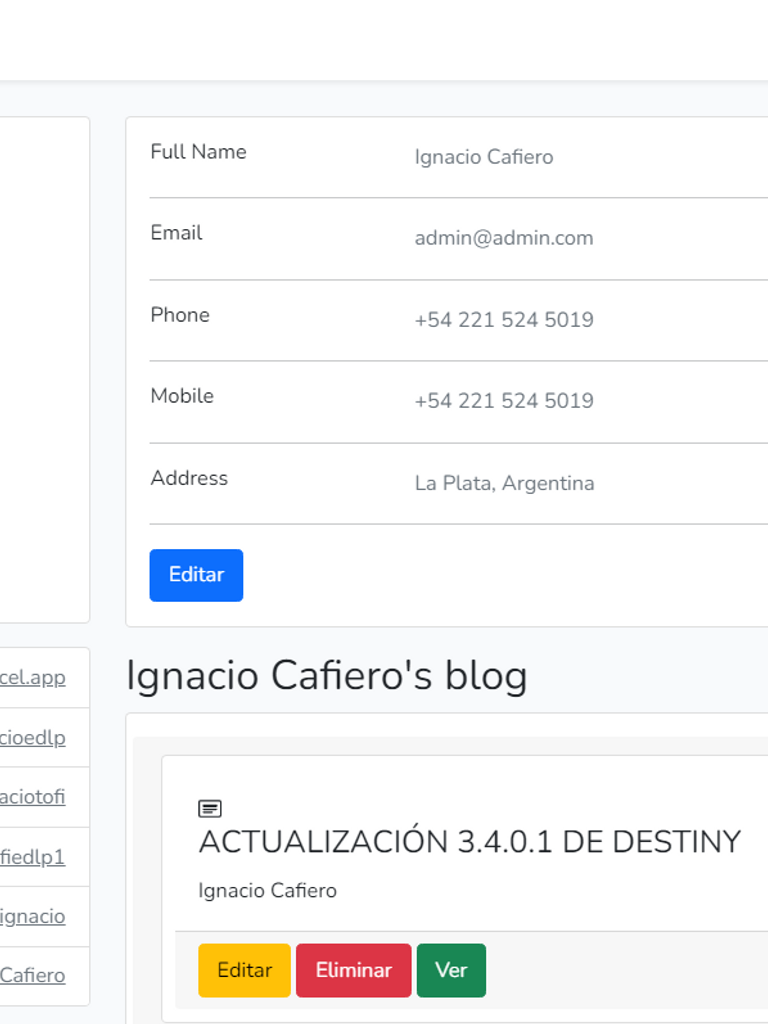 Full Name
Ignacio Cafiero
Email
admin@admin.com
Phone
+54 221 524 5019
Mobile
+54 221 524 5019
Address
La Plata, Argentina
Editar
cel.app
cioedlp
aciotofi
fiedlp1
ignacio
Cafiero
Ignacio Cafiero's blog
ACTUALIZACIÓN 3.4.0.1 DE DESTINY
Ignacio Cafiero
Editar Eliminar Ver